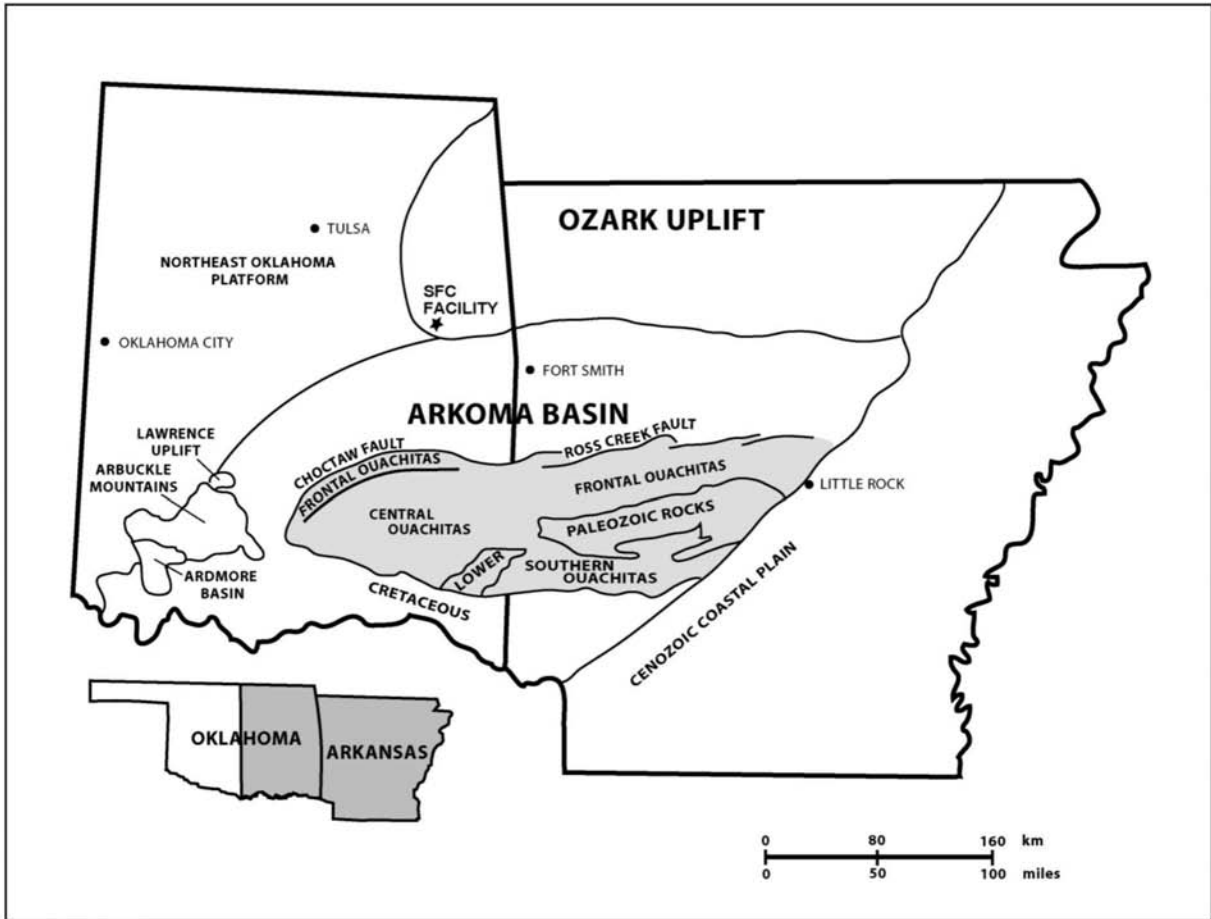 OZARK UPLIFT
TULSA
NORTHEAST OKLAHOMA
PLATFORM
SFC
FACILITY
OKLAHOMA CITY
FORT SMITH
ARKOMA BASIN
LAWRENCE
UPLIFT
ARBUCKLE
MOUNTAINS
CHOCTAW FAULT
FRONTAL OUACHITAS
ROSS CREEK FAULT
FRONTAL OUACHITAS
LITTLE ROCK
CENTRAL
OUACHITAS
PALEOZOIC ROCKS
LOWER
SOUTHERN
OUACHITAS
ARDMORE
BASIN
CRETACEOUS
CENOZOIC COASTAL PLAIN
OKLAHOMA
ARKANSAS
0 80 160 km
0 50 100 miles